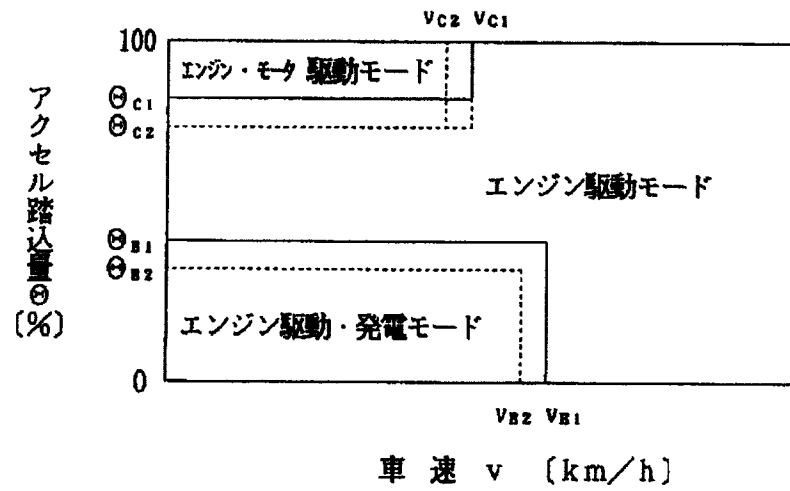 VC2 VC1
100
エンジン・モータ 駆動モード
ΘC1
ΘC2
アクセル踏込量Θ
〔%〕
エンジン駆動モード
ΘB1
ΘB2
エンジン駆動・発電モード
0
VB2 VB1
車 速 v 〔km/h〕